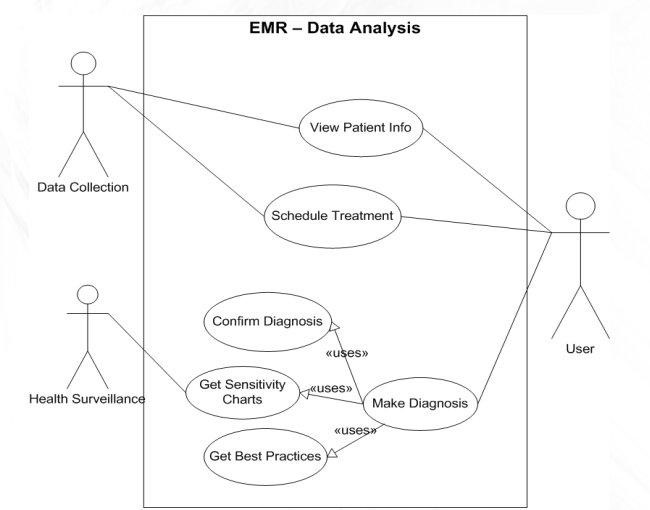 EMR – Data Analysis
View Patient Info
Data Collection
Schedule Treatment
Confirm Diagnosis
«uses»
User
Get Sensitivity
Charts
«uses»
Health Surveillance
Make Diagnosis
«uses»
Get Best Practices